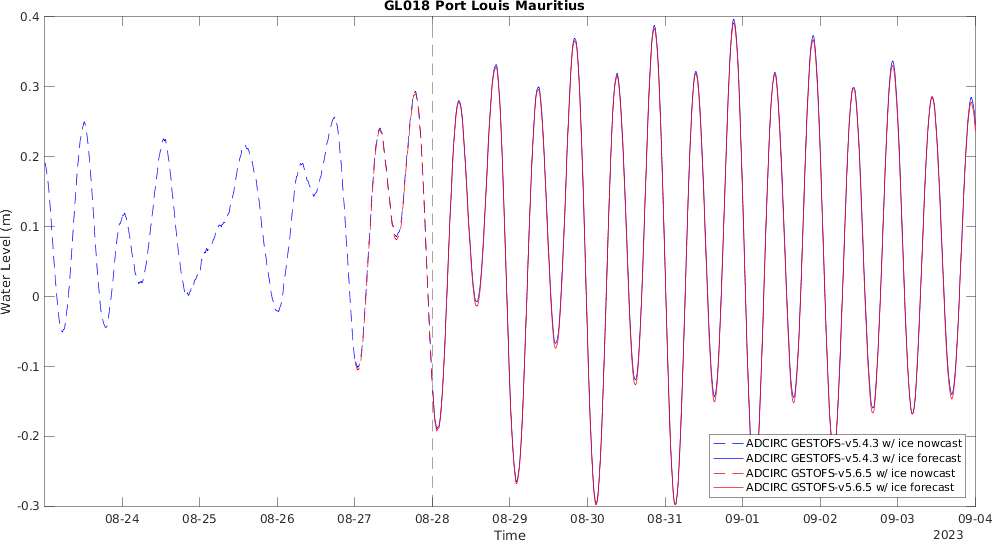 GL018 Port Louis Mauritius
0.4
0.3
0.2
0.1
0
-0.1
-0.2
-0.3
Water Level (m)
ADCIRC GESTOFS-v5.4.3 w/ ice nowcast
ADCIRC GESTOFS-v5.4.3 w/ ice forecast
ADCIRC GSTOFS-v5.6.5 w/ ice nowcast
ADCIRC GSTOFS-v5.6.5 w/ ice forecast
08-24 08-25 08-26 08-27 08-28 08-29 08-30 08-31 09-01 09-02 09-03 09-04
Time
2023